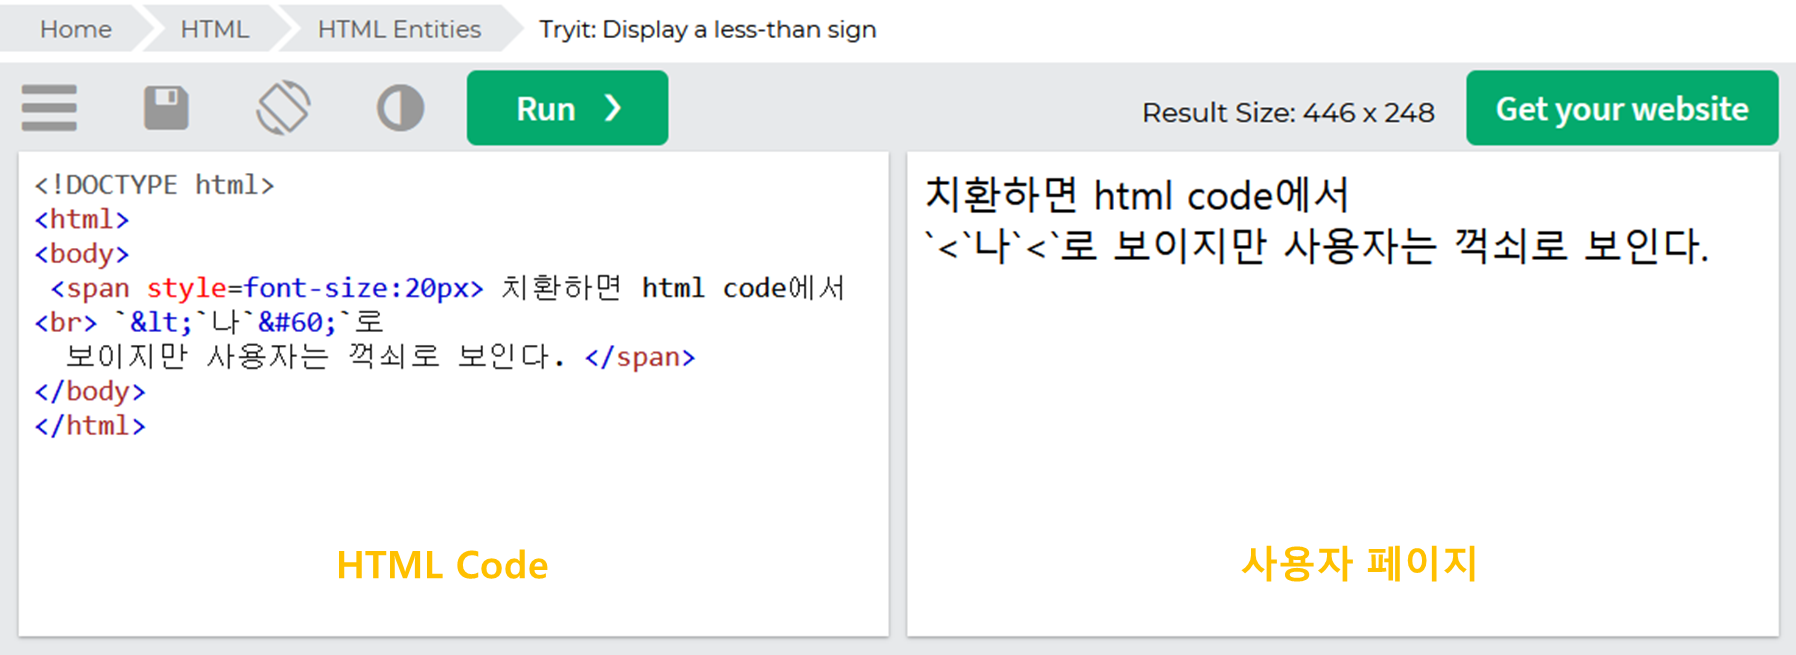 Home HTML HTML Entities Tryit: Display a less-than sign
Run ❯ Result Size: 446 x 248 Get your website
<!DOCTYPE html>
<html>
<body>
<span style=font-size:20px> 치환하면 html code에서
<br> `&lt;`나`&#60;`로
보이지만 사용자는 꺽쇠로 보인다. </span>
</body>
</html>
HTML Code
치환하면 html code에서
`<`나`<`로 보이지만 사용자는 꺽쇠로 보인다.
사용자 페이지